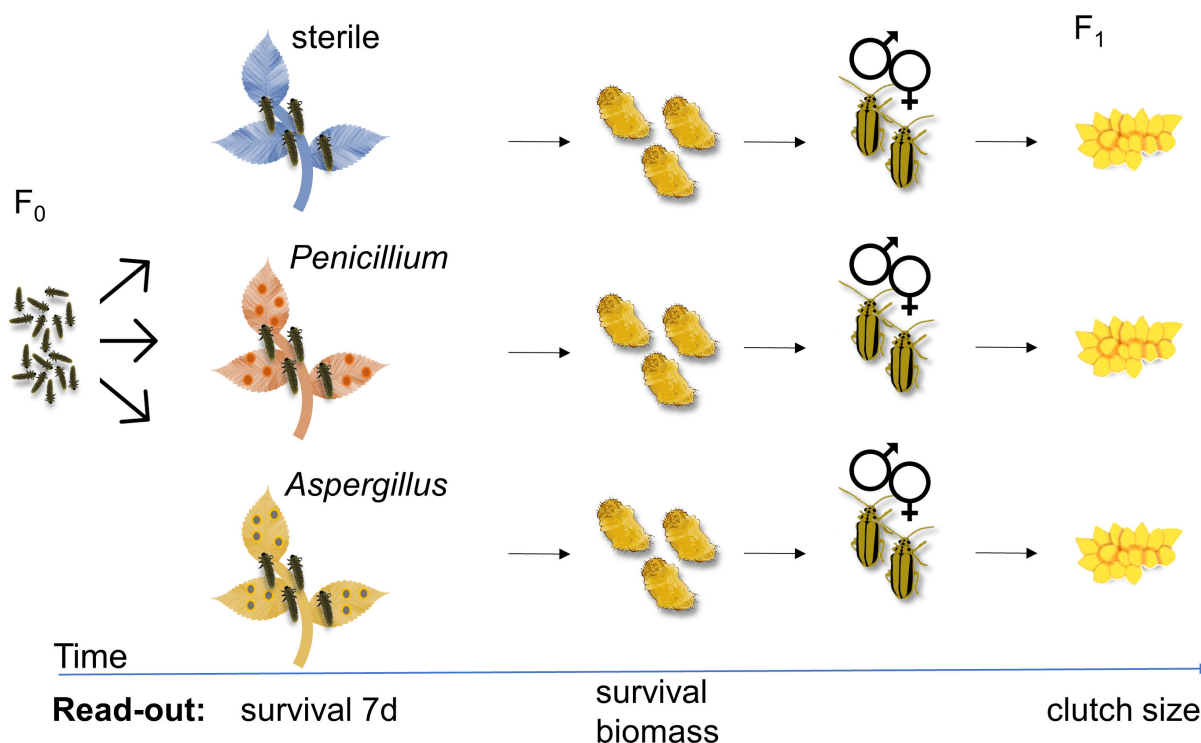 sterile
F₁
F₀
Penicillium
Aspergillus
Time
Read-out: survival 7d survival biomass clutch size